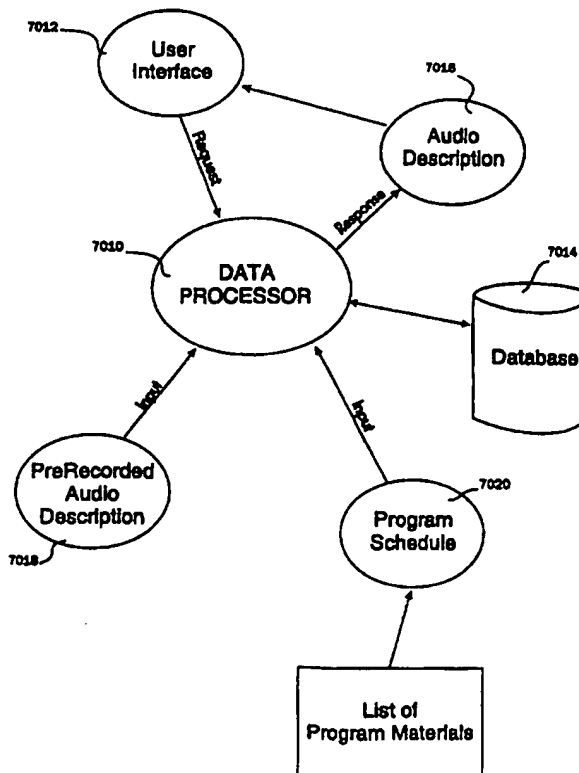 7012
User
Interface
7016
Audio
Description
Request
Response
7010
DATA
PROCESSOR
7014
Database
Input
Input
PreRecorded
Audio
Description
7018
7020
Program
Schedule
List of
Program Materials